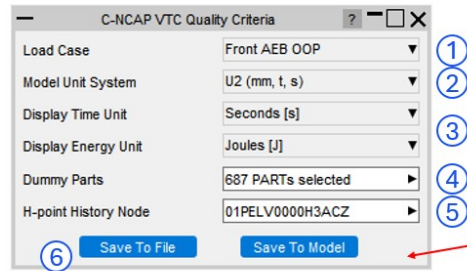 C-NCAP VTC Quality Criteria ?
Load Case Front AEB OOP 1
Model Unit System U2 (mm, t, s) 2
Display Time Unit Seconds [s]
3
Display Energy Unit Joules [J]
Dummy Parts 687 PARTs selected 4
H-point History Node 01PELV0000H3ACZ 5
6 Save To File Save To Model